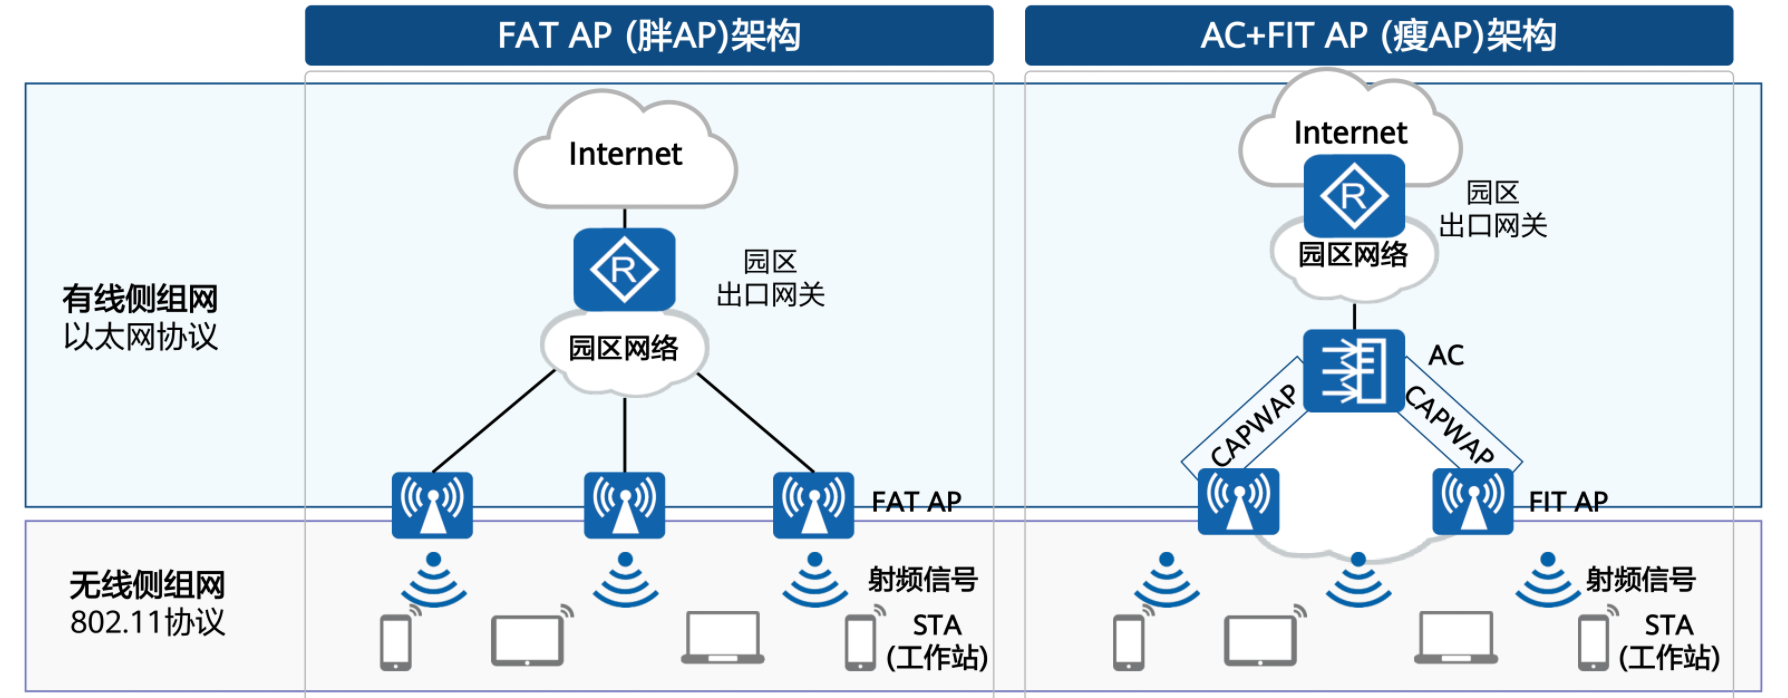 FAT AP (胖AP)架构
AC+FIT AP (瘦AP)架构
有线侧组网
以太网协议
Internet
R
园区
出口网关
园区网络
FAT AP
Internet
R
园区
出口网关
园区网络
AC
CAPWAP
CAPWAP
FIT AP
无线侧组网
802.11协议
射频信号
STA
(工作站)
射频信号
STA
(工作站)